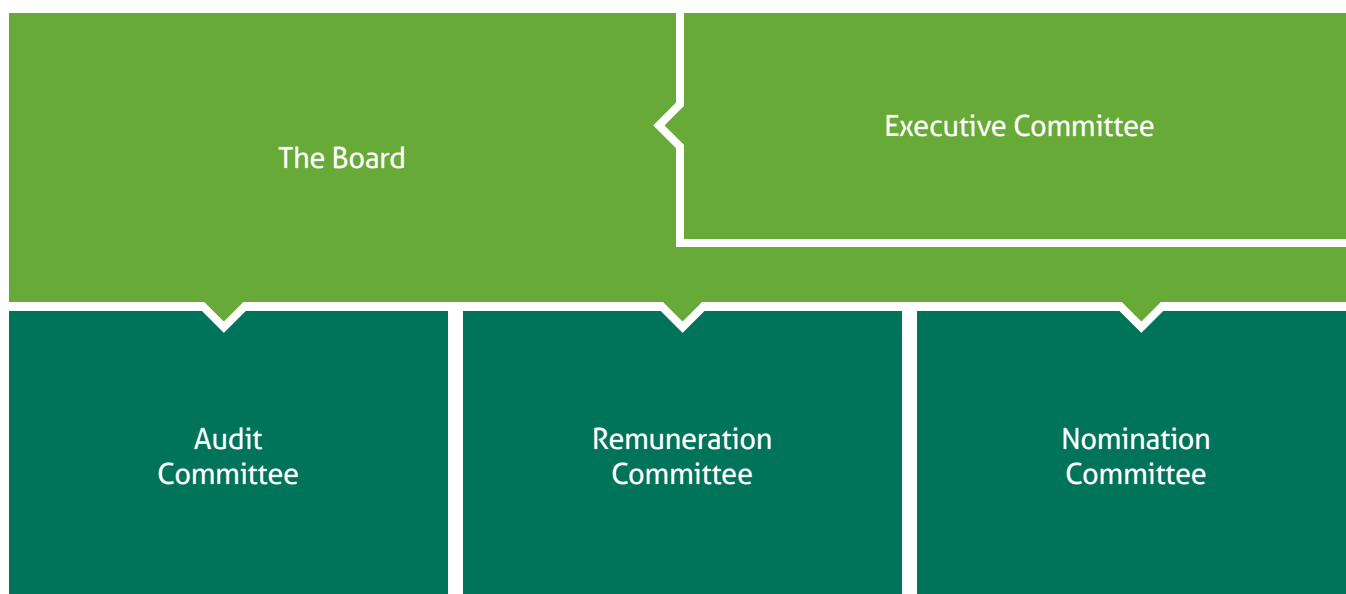 The Board
Executive Committee
Audit
Committee
Remuneration
Committee
Nomination
Committee